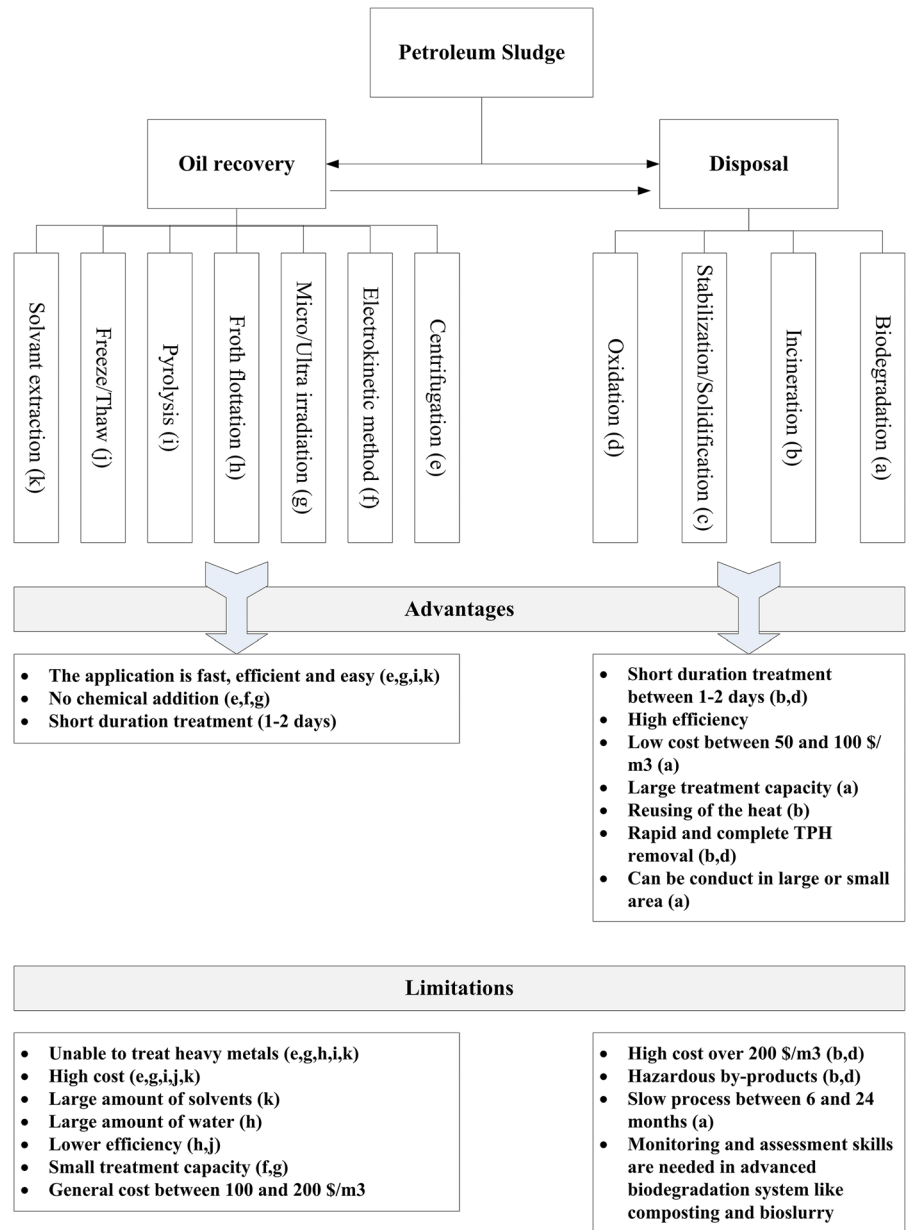 Petroleum Sludge
Oil recovery
Disposal
Solvant extraction (k)
Freeze/Thaw (j)
Pyrolysis (i)
Froth flottation (h)
Micro/Ultra irradiation (g)
Electrokinetic method (f)
Centrifugation (e)
Oxidation (d)
Stabilization/Solidification (c)
Incineration (b)
Biodegradation (a)
Advantages
• The application is fast, efficient and easy (e,g,i,k)
• No chemical addition (e,f,g)
• Short duration treatment (1-2 days)
• Short duration treatment
between 1-2 days (b,d)
• High efficiency
• Low cost between 50 and 100 $/
m3 (a)
• Large treatment capacity (a)
• Reusing of the heat (b)
• Rapid and complete TPH
removal (b,d)
• Can be conduct in large or small
area (a)
Limitations
• Unable to treat heavy metals (e,g,h,i,k)
• High cost (e,g,i,j,k)
• Large amount of solvents (k)
• Large amount of water (h)
• Lower efficiency (h,j)
• Small treatment capacity (f,g)
• General cost between 100 and 200 $/m3
• High cost over 200 $/m3 (b,d)
• Hazardous by-products (b,d)
• Slow process between 6 and 24
months (a)
• Monitoring and assessment skills
are needed in advanced
biodegradation system like
composting and bioslurry